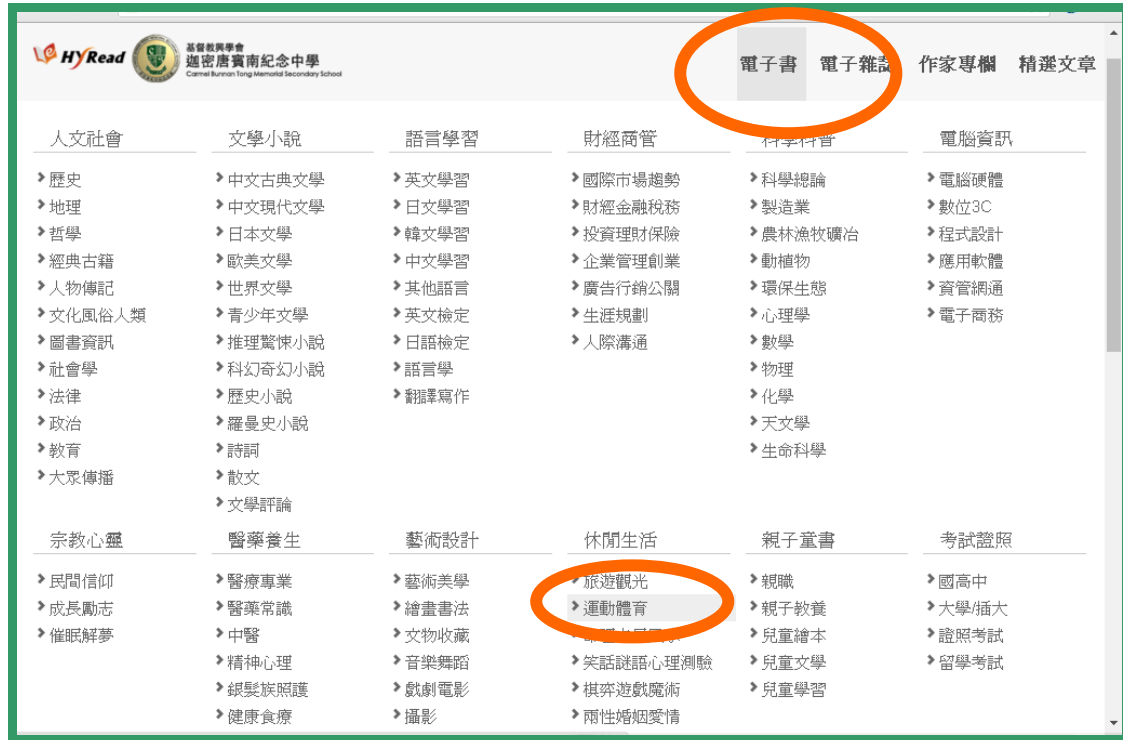 HyRead
基督教興學會
迦密唐賓南紀念中學
Carmel Bunnan Tong Memorial Secondary School
電子書 電子雜誌 作家專欄 精選文章
人文社會 文學小說 語言學習 財經商管 科學科普 電腦資訊
歷史 中文古典文學 英文學習 國際市場趨勢 科學總論 電腦硬體
地理 中文現代文學 日文學習 財經金融稅務 製造業 數位3C
哲學 日本文學 韓文學習 投資理財保險 農林漁牧礦冶 程式設計
經典古籍 歐美文學 中文學習 企業管理創業 動植物 應用軟體
人物傳記 世界文學 其他語言 廣告行銷公關 環保生態 資管網通
文化風俗人類 青少年文學 英文檢定 生涯規劃 心理學 電子商務
圖書資訊 推理驚悚小說 日語檢定 人際溝通 數學
社會學 科幻奇幻小說 語言學 物理
法律 歷史小說 翻譯寫作 化學
政治 羅曼史小說 天文學
教育 詩詞 生命科學
大眾傳播 散文
文學評論
宗教心靈 醫藥養生 藝術設計 休閒生活 親子童書 考試證照
民間信仰 醫療專業 藝術美學 旅遊觀光 親職 國高中
成長勵志 醫藥常識 繪畫書法 運動體育 親子教養 大學/插大
催眠解夢 中醫 文物收藏 兒童繪本 證照考試
精神心理 音樂舞蹈 笑話謎語心理測驗 兒童文學 留學考試
銀髮族照護 戲劇電影 棋弈遊戲魔術 兒童學習
健康食療 攝影 兩性婚姻愛情